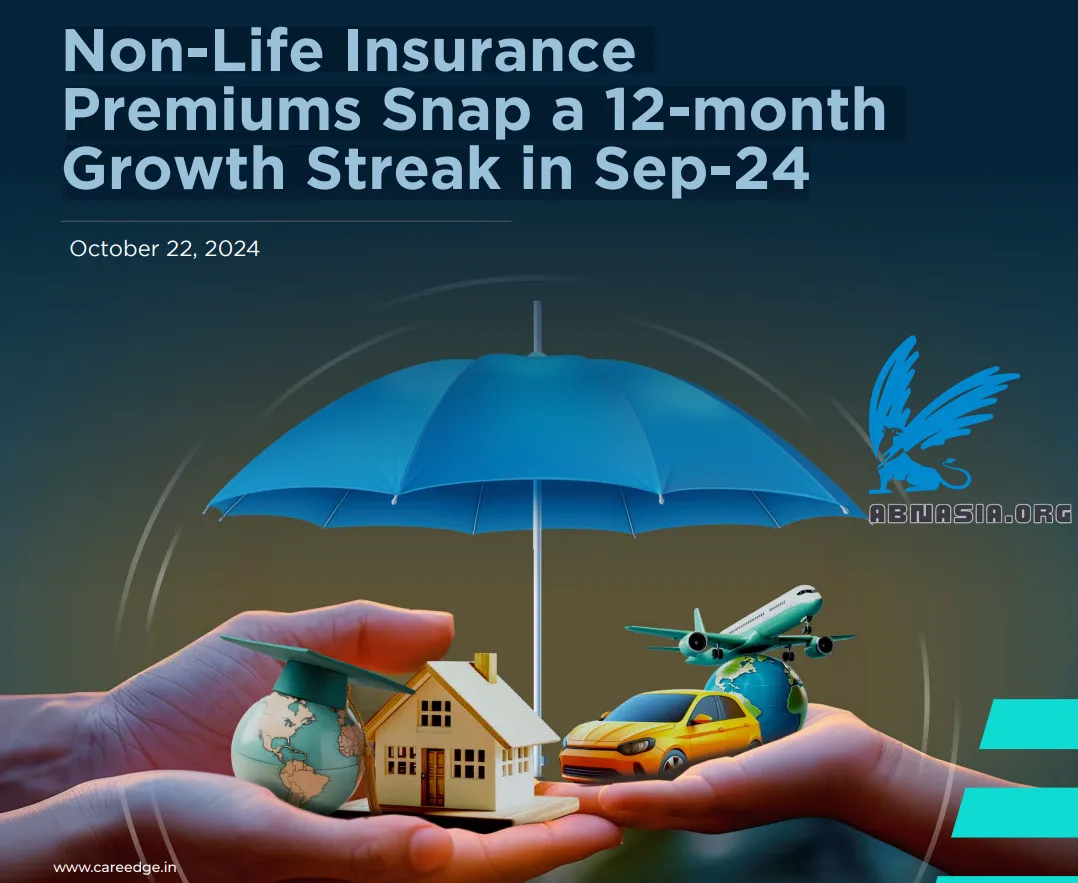 Non-Life Insurance
Premiums Snap a 12-month
Growth Streak in Sep-24
October 22, 2024
ABNASIA.ORG
www.careedge.in